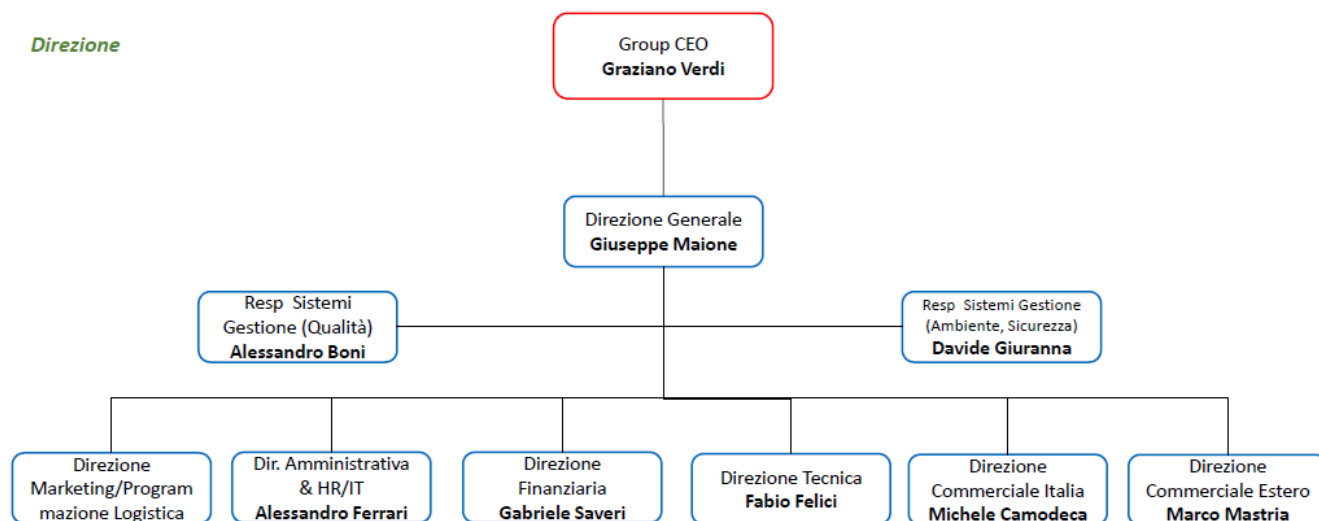 Direzione
Group CEO
Graziano Verdi
Direzione Generale
Giuseppe Maione
Resp  Sistemi
Gestione (Qualità)
Alessandro Boni
Resp  Sistemi Gestione
(Ambiente, Sicurezza)
Davide Giuranna
Direzione
Marketing/Program
mazione Logistica
Dir. Amministrativa
& HR/IT
Alessandro Ferrari
Direzione
Finanziaria
Gabriele Saveri
Direzione Tecnica
Fabio Felici
Direzione
Commerciale Italia
Michele Camodeca
Direzione
Commerciale Estero
Marco Mastria